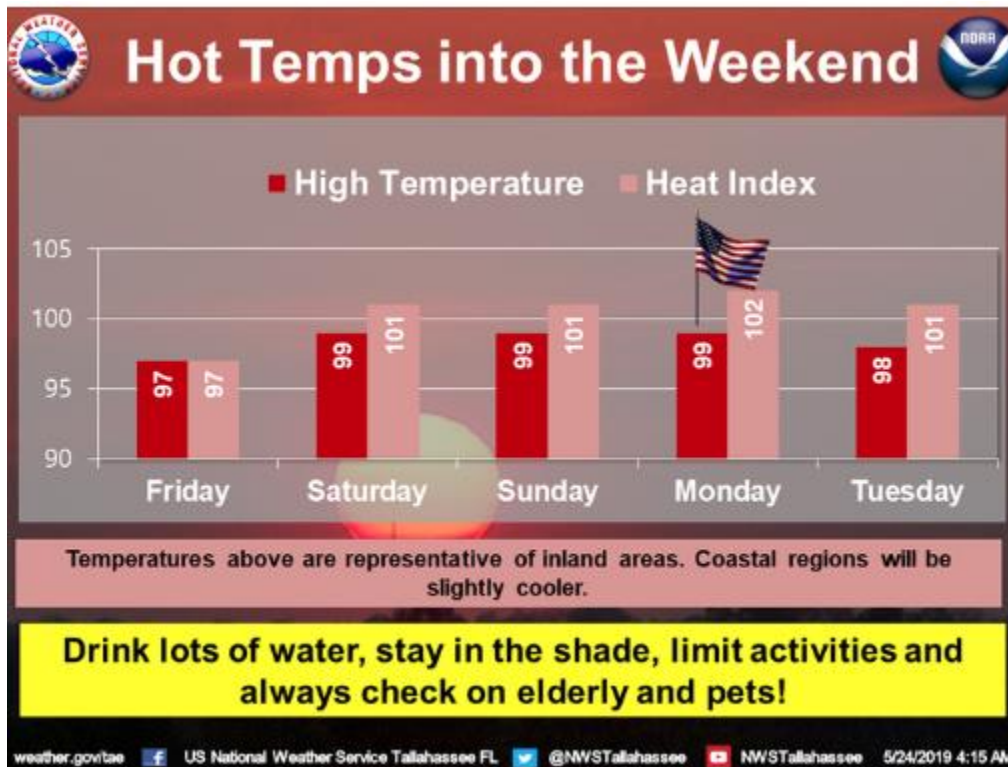 Hot Temps into the Weekend
NOAA
High Temperature Heat Index
105
100
95
90
97 97 99 101 99 101 99 102 98 101
Friday Saturday Sunday Monday Tuesday
Temperatures above are representative of inland areas. Coastal regions will be
slightly cooler.
Drink lots of water, stay in the shade, limit activities and
always check on elderly and pets!
weather.gov/tae US National Weather Service Tallahassee FL @NWSTallahassee NWSTallahassee 5/24/2019 4:15 AM